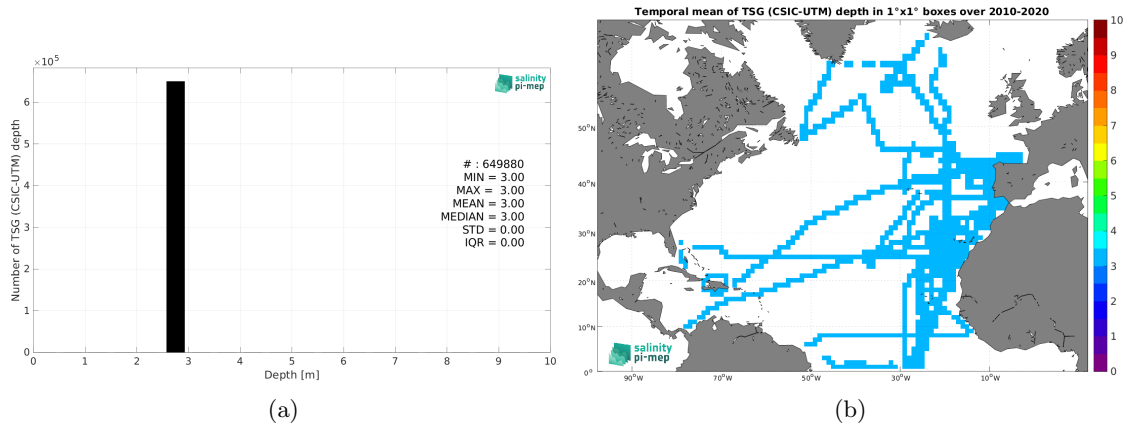 ×10⁵
6
5
4
3
2
1
0
Number of TSG (CSIC-UTM) depth
salinity
pi-mep
# : 649880
MIN = 3.00
MAX = 3.00
MEAN = 3.00
MEDIAN = 3.00
STD = 0.00
IQR = 0.00
0 1 2 3 4 5 6 7 8 9 10
Depth [m]
(a)
Temporal mean of TSG (CSIC-UTM) depth in 1°x1° boxes over 2010-2020
50°N
40°N
30°N
20°N
10°N
0°
salinity
pi-mep
90°W 70°W 50°W 30°W 10°W
10
9
8
7
6
5
4
3
2
1
0
(b)